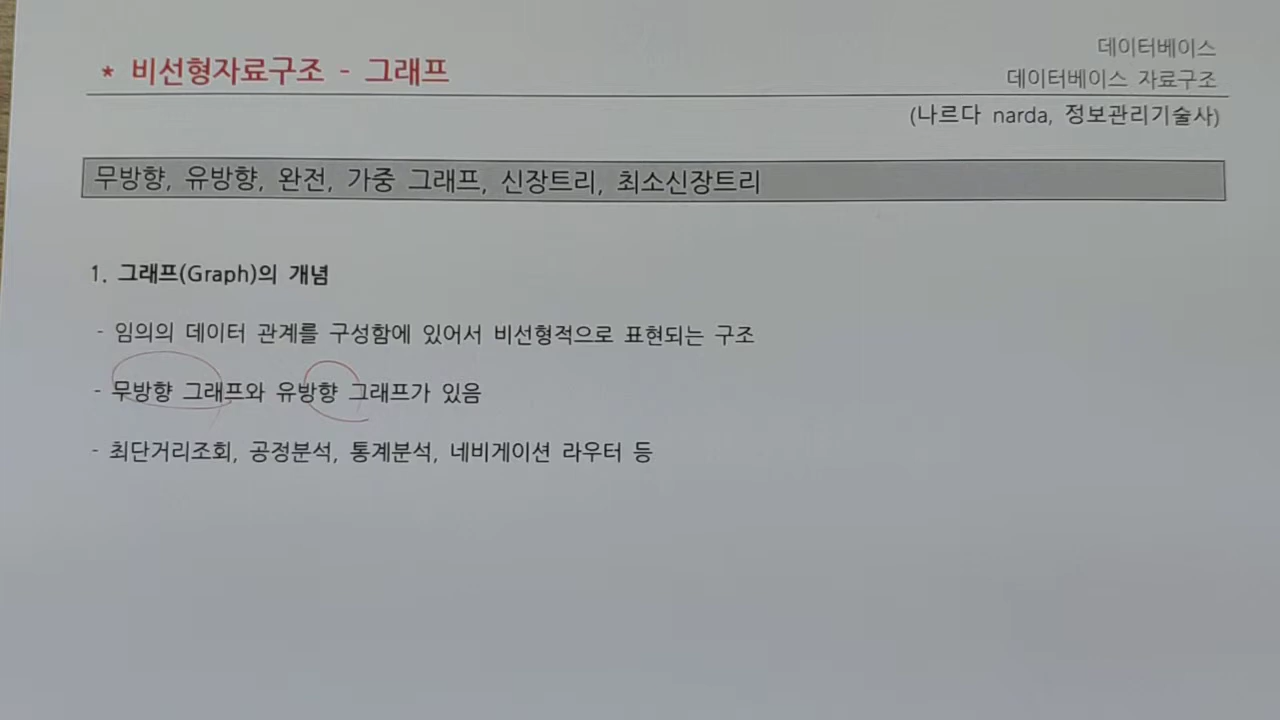 데이터베이스
* 비선형자료구조 - 그래프
데이터베이스 자료구조
(나르다 narda, 정보관리기술사)
무방향, 유방향, 완전, 가중 그래프, 신장트리, 최소신장트리
1. 그래프(Graph)의 개념
- 임의의 데이터 관계를 구성함에 있어서 비선형적으로 표현되는 구조
- 무방향 그래프와 유방향 그래프가 있음
- 최단거리조회, 공정분석, 통계분석, 네비게이션 라우터 등